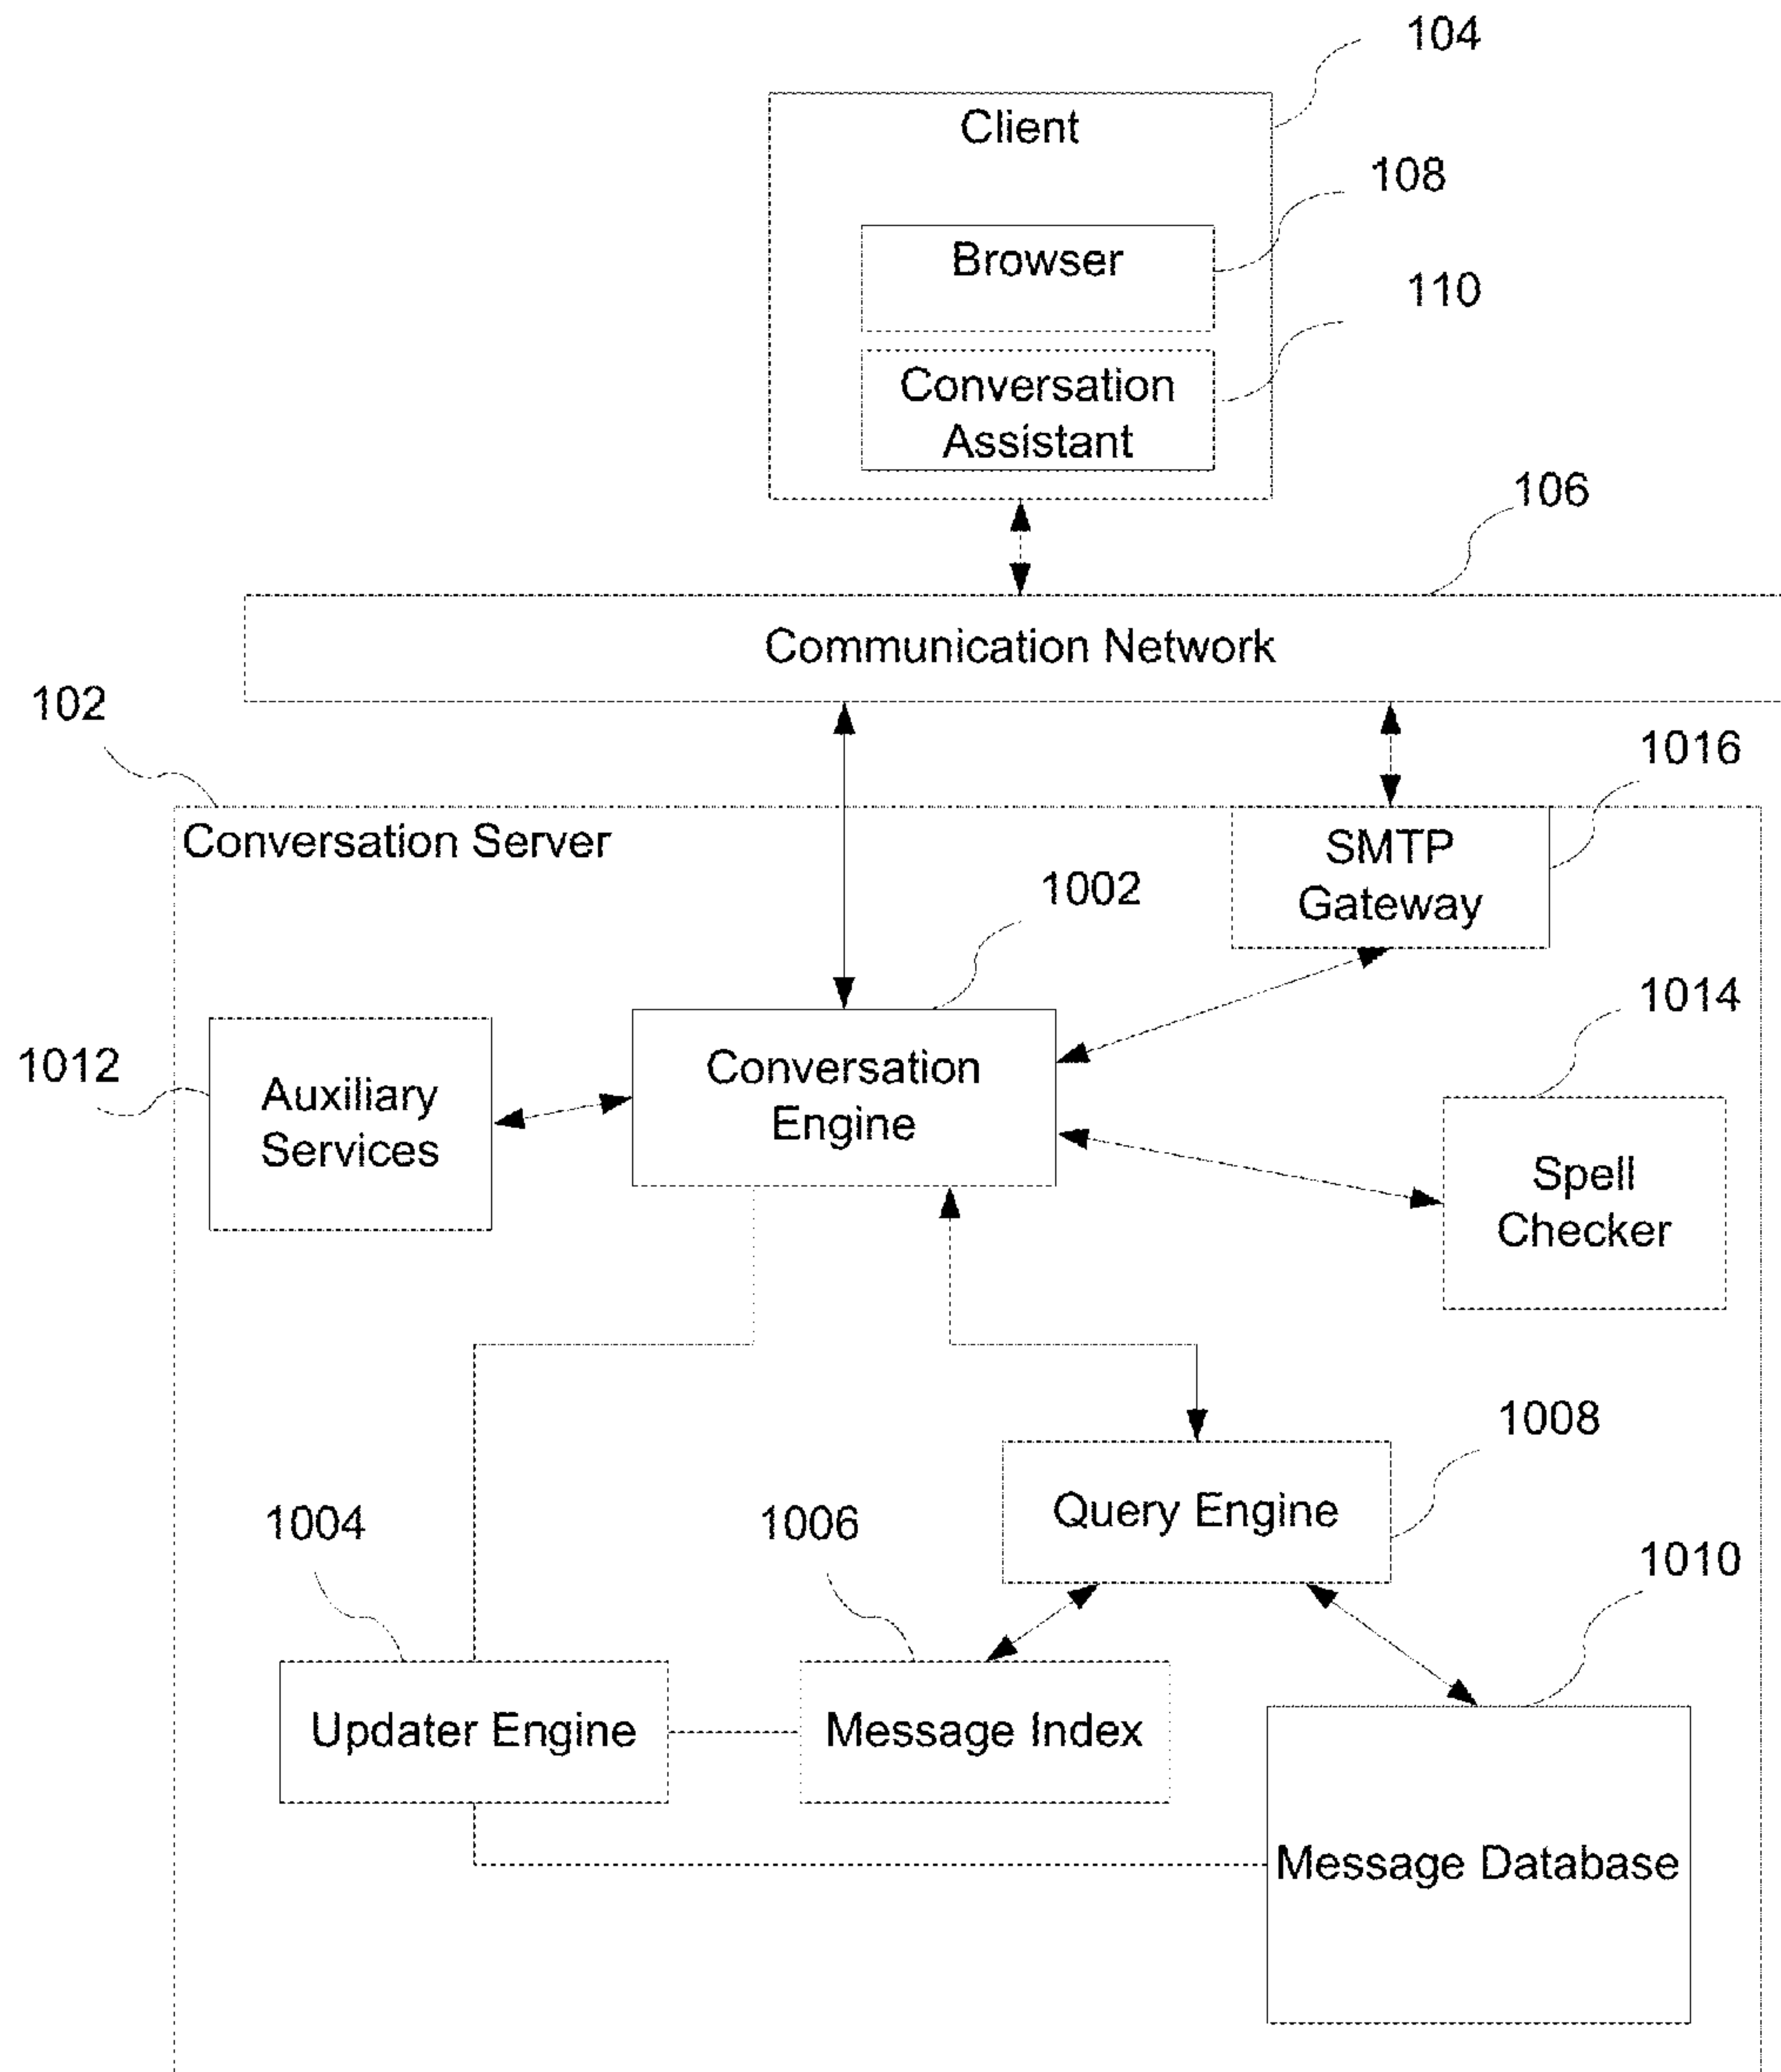 104
Client
108
Browser
110
Conversation
Assistant
106
Communication Network
102
1016
Conversation Server
SMTP
Gateway
1002
1014
1012
Auxiliary
Services
Conversation
Engine
Spell
Checker
1008
Query Engine
1004
1006
1010
Updater Engine
Message Index
Message Database